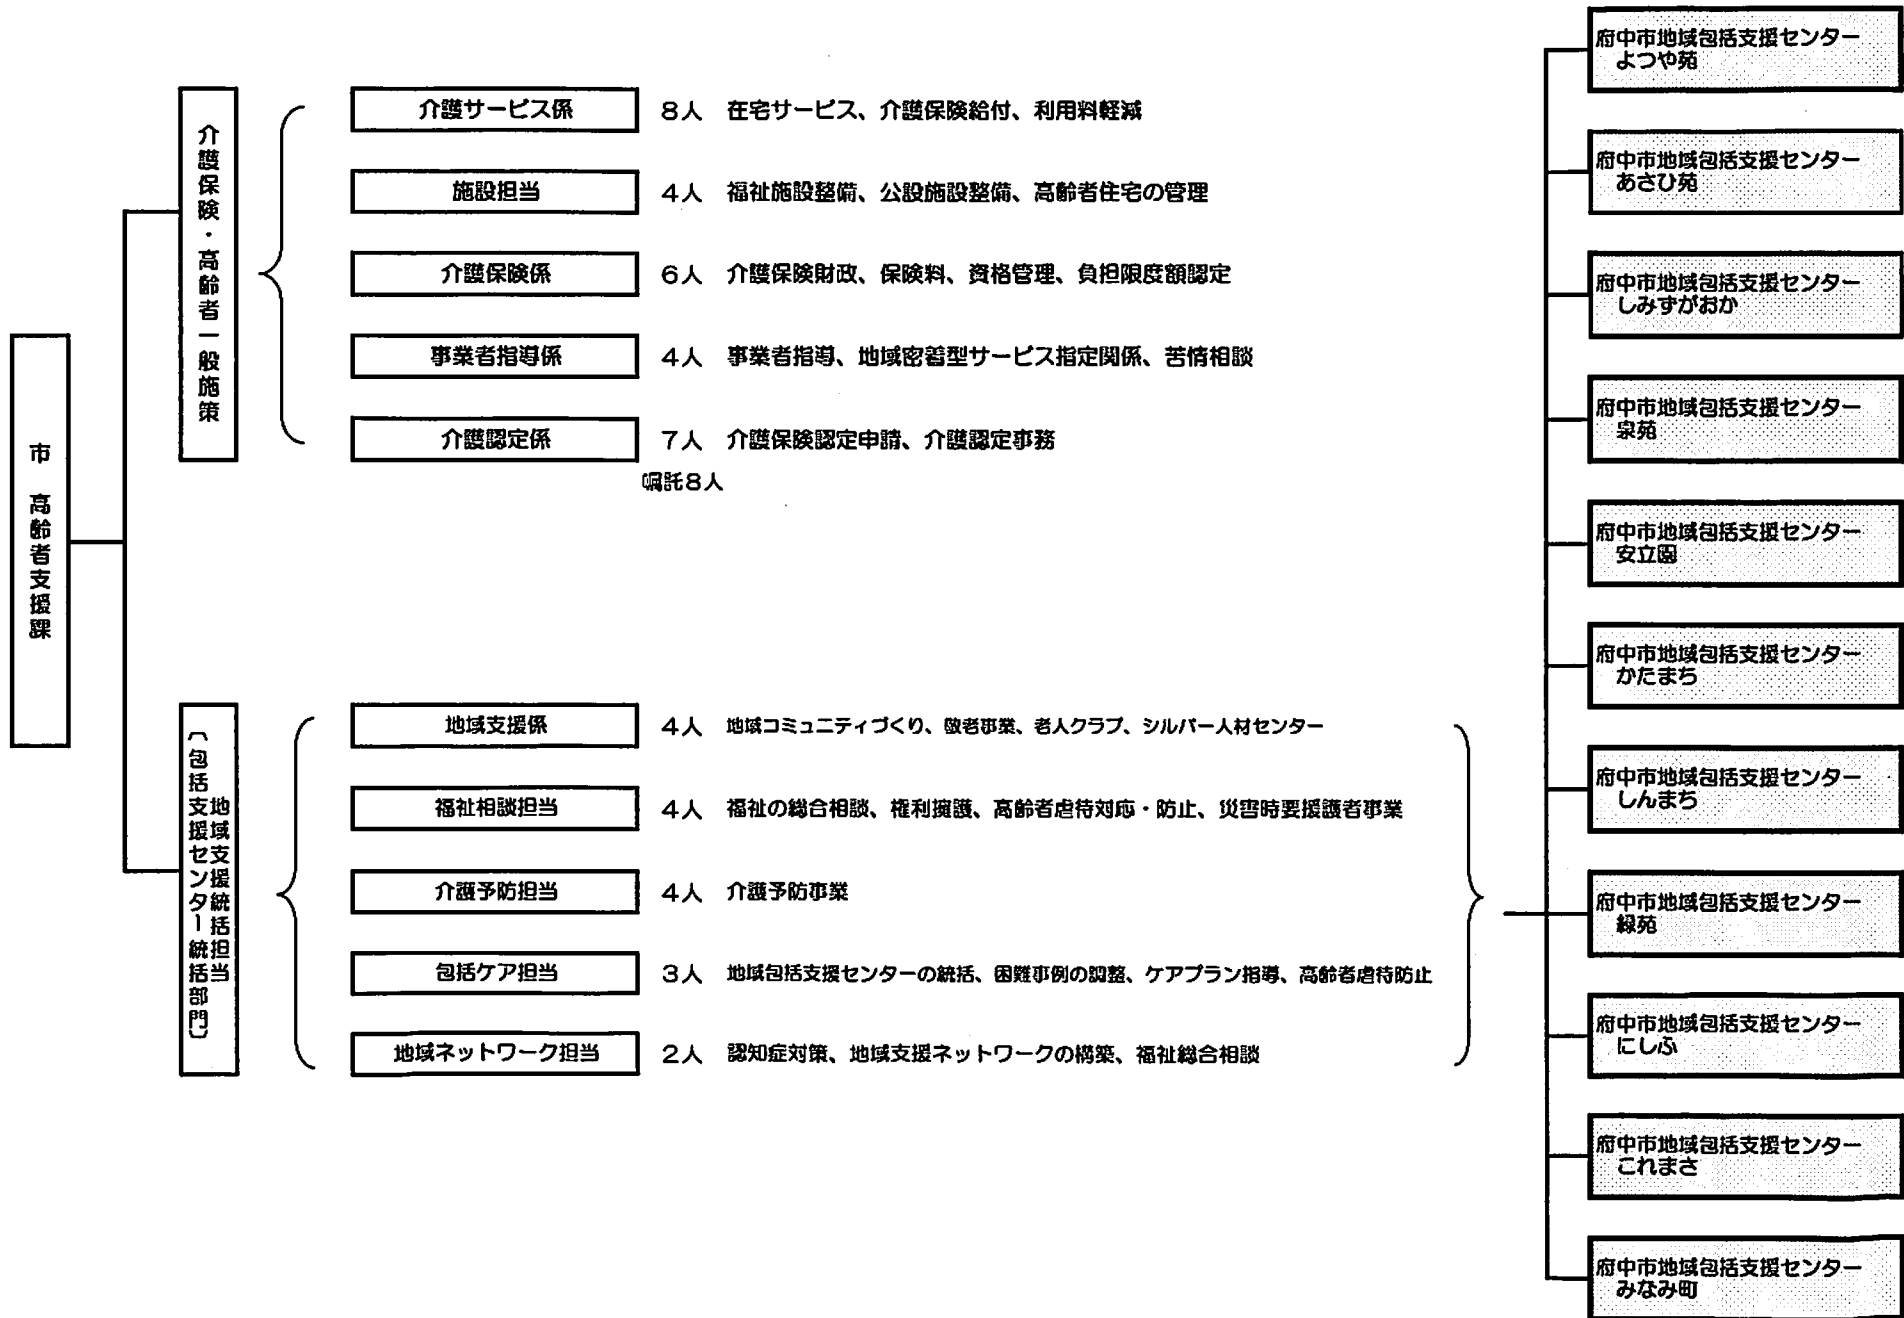 市 高齢者支援課
介護保険・高齢者一般施策
介護サービス係 8人 在宅サービス、介護保険給付、利用料軽減
施設担当 4人 福祉施設整備、公設施設整備、高齢者住宅の管理
介護保険係 6人 介護保険財政、保険料、資格管理、負担限度額認定
事業者指導係 4人 事業者指導、地域密着型サービス指定関係、苦情相談
介護認定係 7人 介護保険認定申請、介護認定事務
嘱託8人
地域支援統括担当
〔包括支援センター統括部門〕
地域支援係 4人 地域コミュニティづくり、敬老事業、老人クラブ、シルバー人材センター
福祉相談担当 4人 福祉の総合相談、権利擁護、高齢者虐待対応・防止、災害時要援護者事業
介護予防担当 4人 介護予防事業
包括ケア担当 3人 地域包括支援センターの統括、困難事例の調整、ケアプラン指導、高齢者虐待防止
地域ネットワーク担当 2人 認知症対策、地域支援ネットワークの構築、福祉総合相談
府中市地域包括支援センター
よつや苑
府中市地域包括支援センター
あさひ苑
府中市地域包括支援センター
しみずがおか
府中市地域包括支援センター
泉苑
府中市地域包括支援センター
安立園
府中市地域包括支援センター
かたまち
府中市地域包括支援センター
しんまち
府中市地域包括支援センター
緑苑
府中市地域包括支援センター
にしふ
府中市地域包括支援センター
これまさ
府中市地域包括支援センター
みなみ町